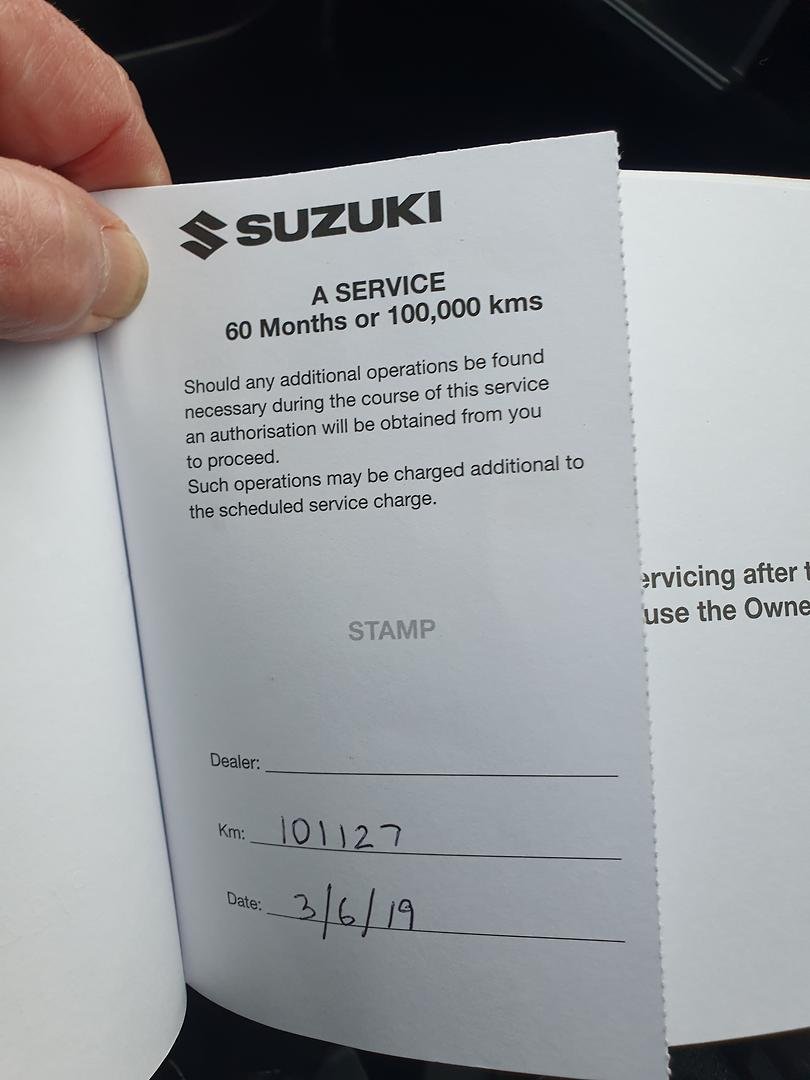 SUZUKI
A SERVICE
60 Months or 100,000 kms
Should any additional operations be found
necessary during the course of this service
an authorisation will be obtained from you
to proceed.
Such operations may be charged additional to
the scheduled service charge.
STAMP
Dealer:
Km: 101127
Date: 3/6/19
ervicing after t
use the Owne